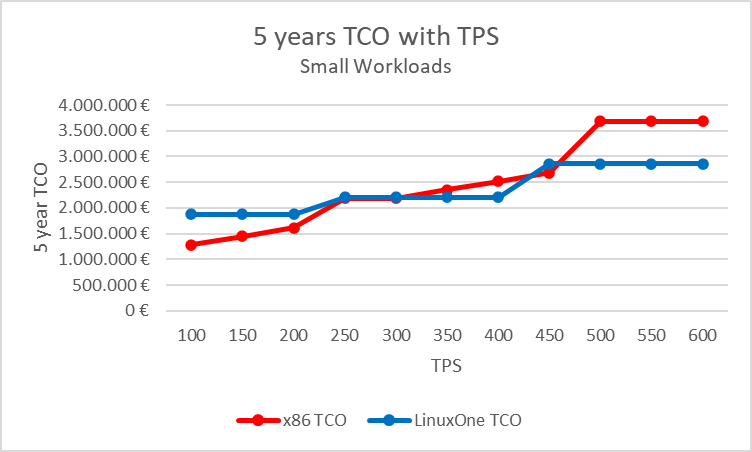 5 years TCO with TPS
Small Workloads
5 year TCO
4.000.000 €
3.500.000 €
3.000.000 €
2.500.000 €
2.000.000 €
1.500.000 €
1.000.000 €
500.000 €
0 €
100 150 200 250 300 350 400 450 500 550 600
TPS
x86 TCO LinuxOne TCO